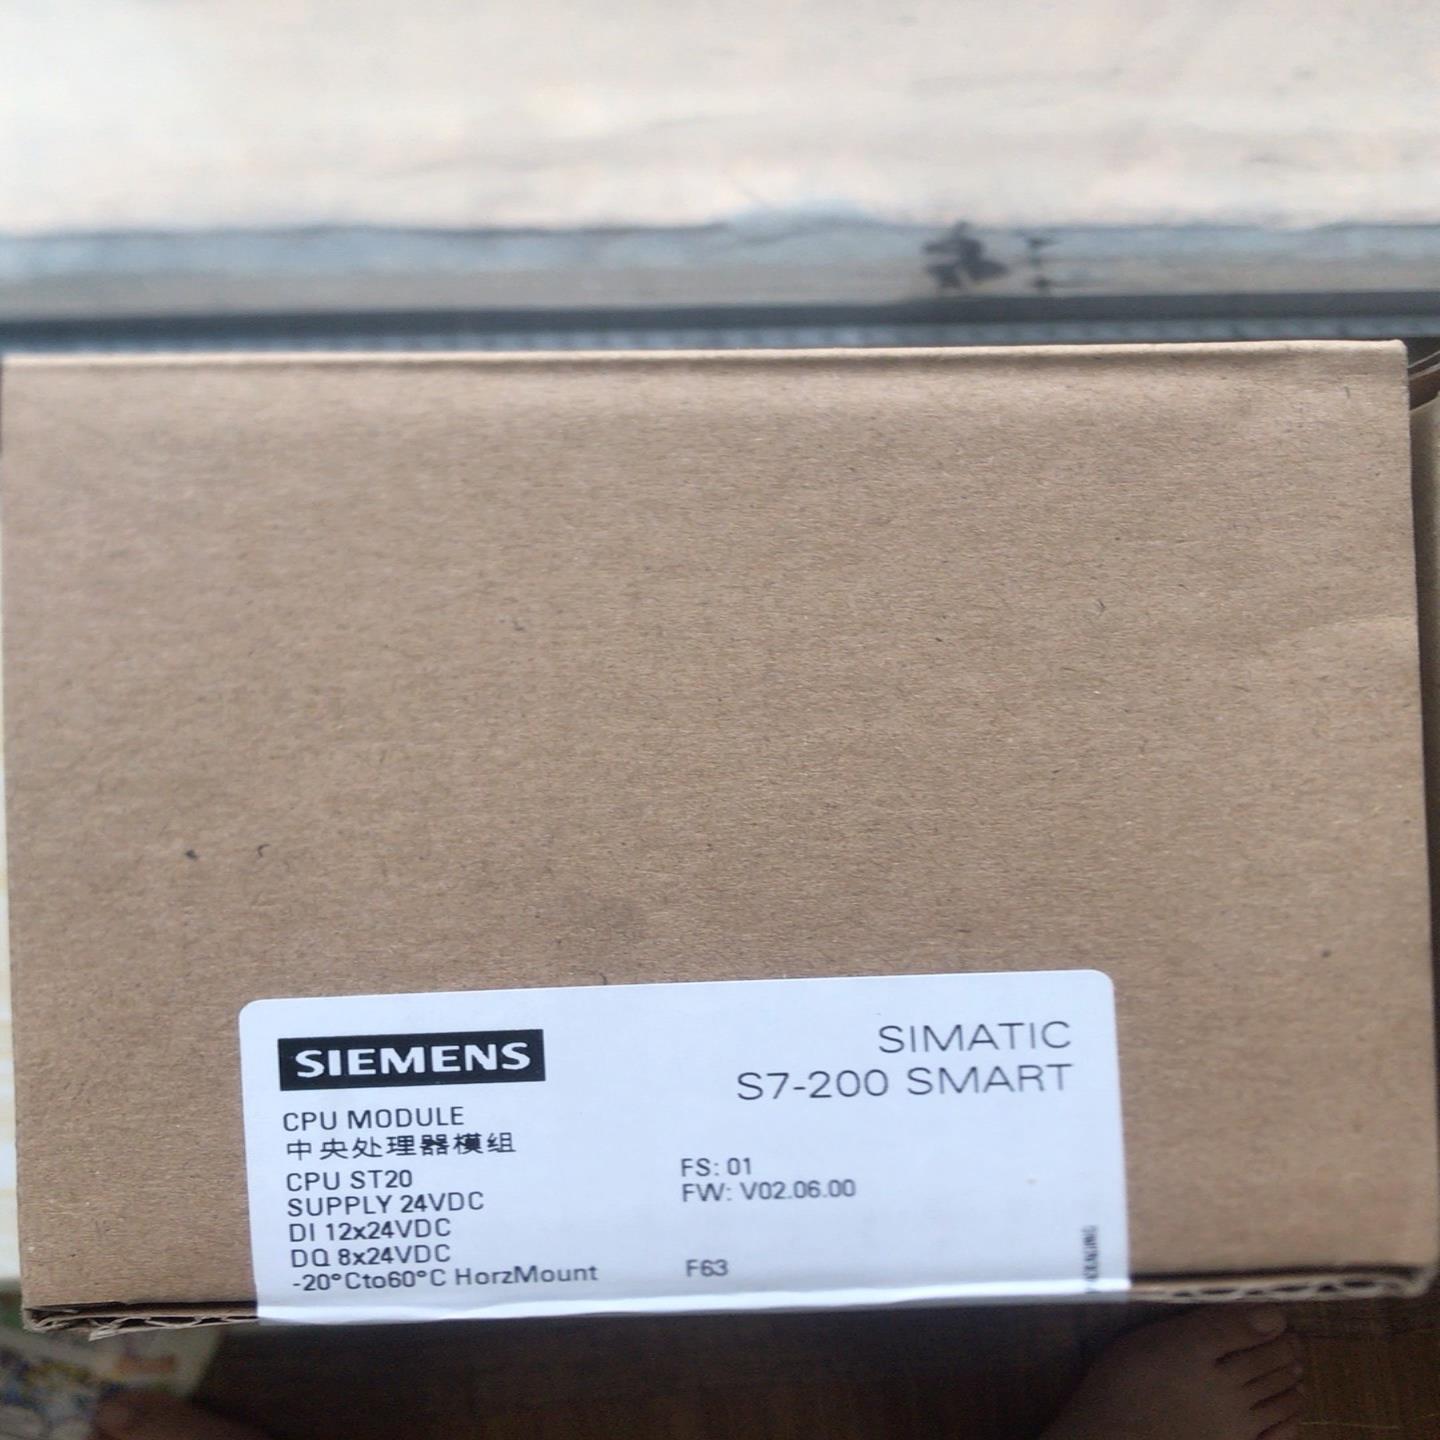 SIEMENS
SIMATIC
S7-200 SMART
CPU MODULE
中央处理器模组
CPU ST20
SUPPLY 24VDC
DI 12x24VDC
DQ 8x24VDC
-20°Cto60°C HorzMount
FS: 01
FW: V02.06.00
F63